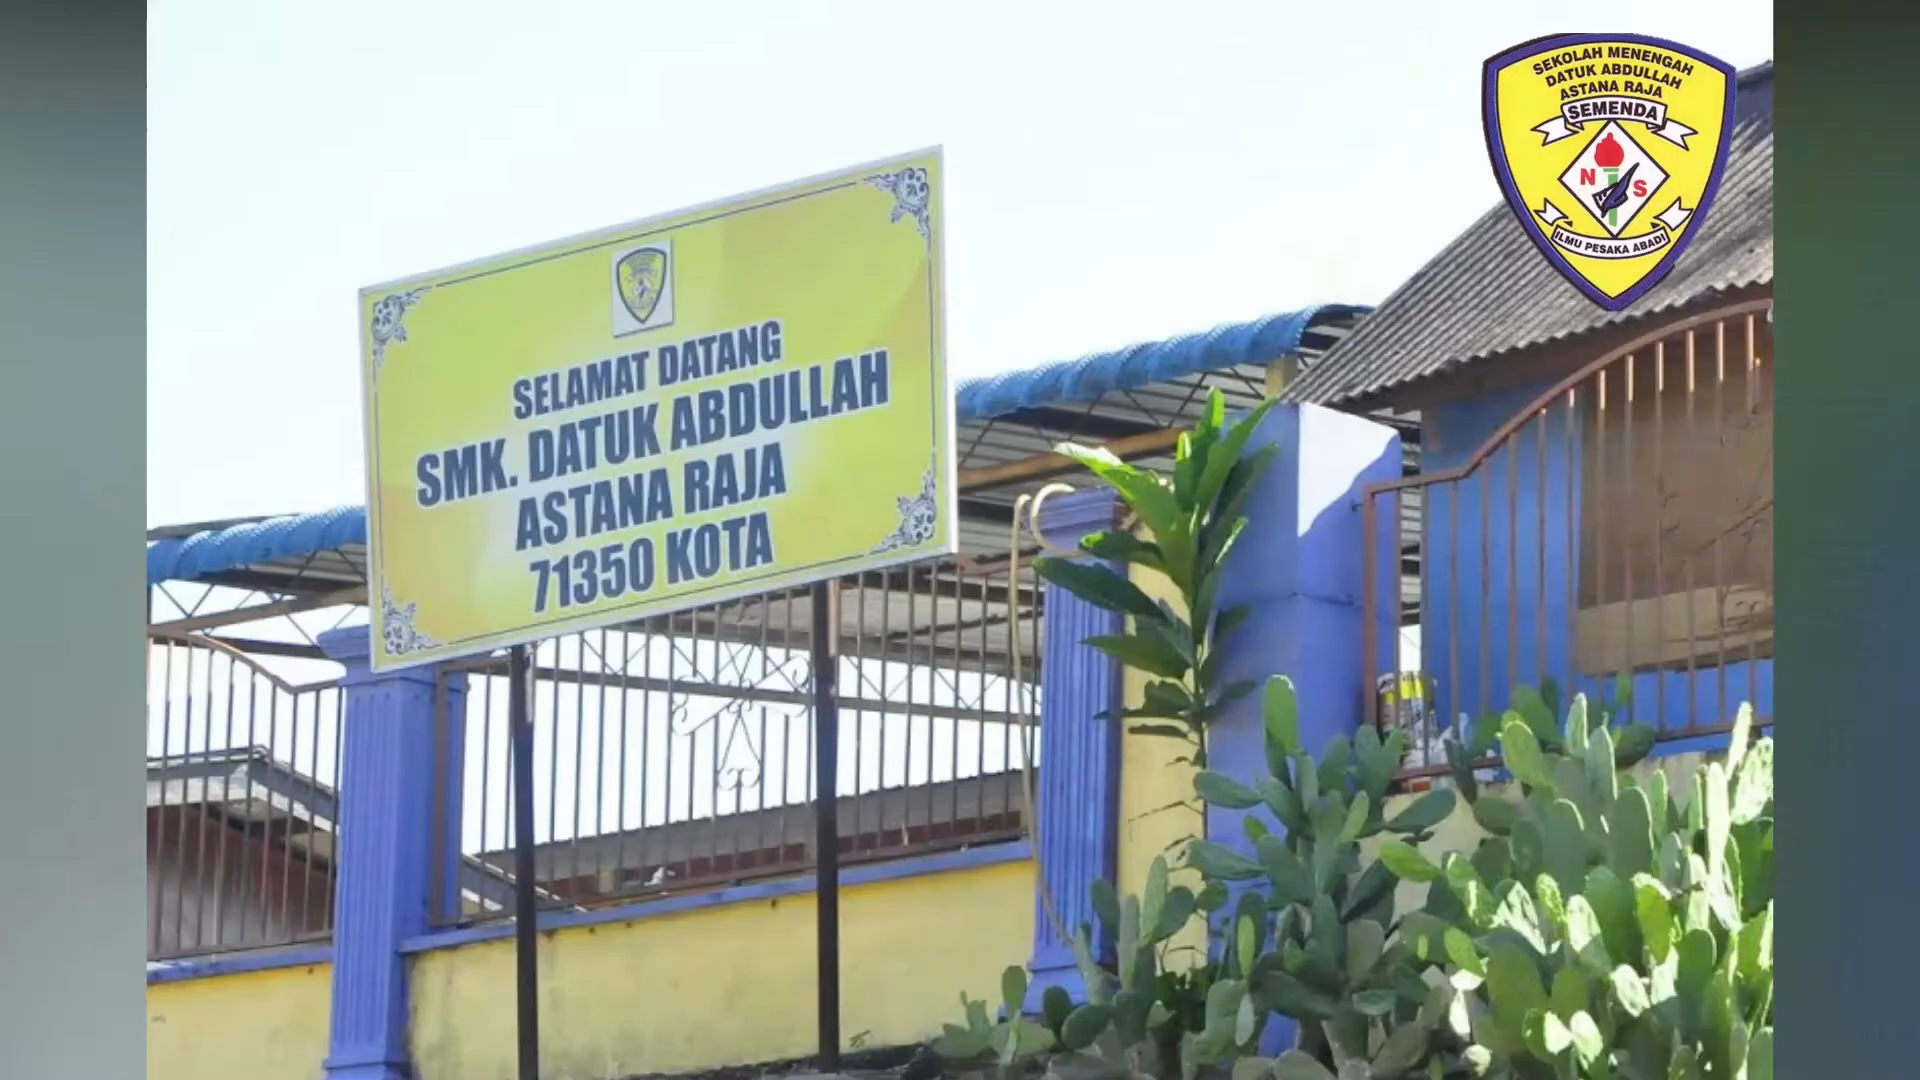 SELAMAT DATANG
SMK. DATUK ABDULLAH
ASTANA RAJA
71350 KOTA
SEKOLAH MENENGAH
DATUK ABDULLAH
ASTANA RAJA
SEMENDA
N S
ILMU PESAKA ABADI